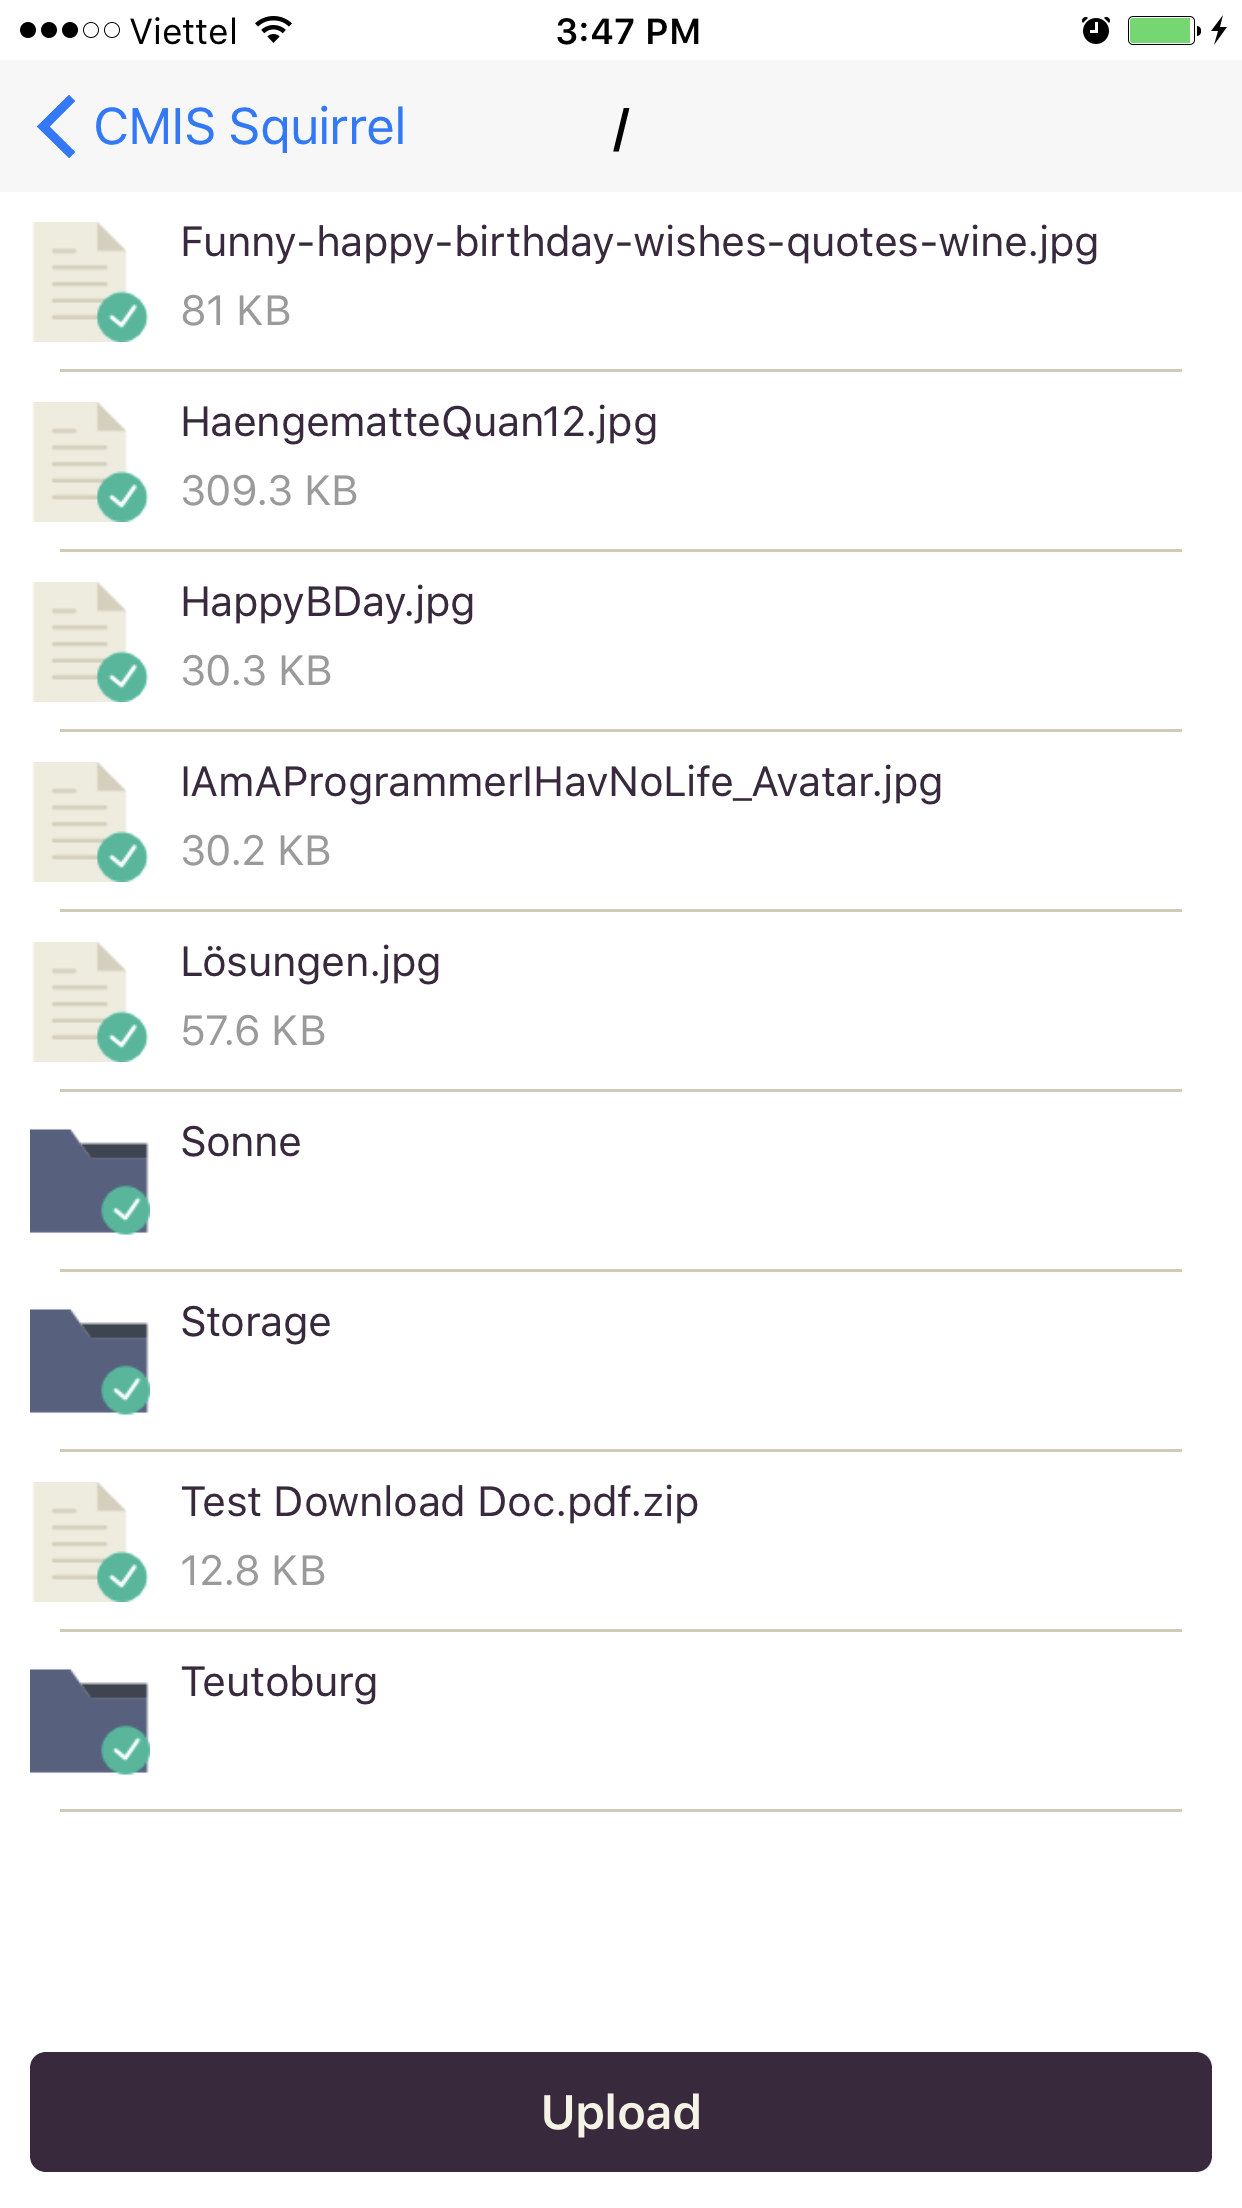 Viettel 3:47 PM
CMIS Squirrel /
Funny-happy-birthday-wishes-quotes-wine.jpg
81 KB
HaengematteQuan12.jpg
309.3 KB
HappyBDay.jpg
30.3 KB
IAmAProgrammerIHavNoLife_Avatar.jpg
30.2 KB
Lösungen.jpg
57.6 KB
Sonne
Storage
Test Download Doc.pdf.zip
12.8 KB
Teutoburg
Upload